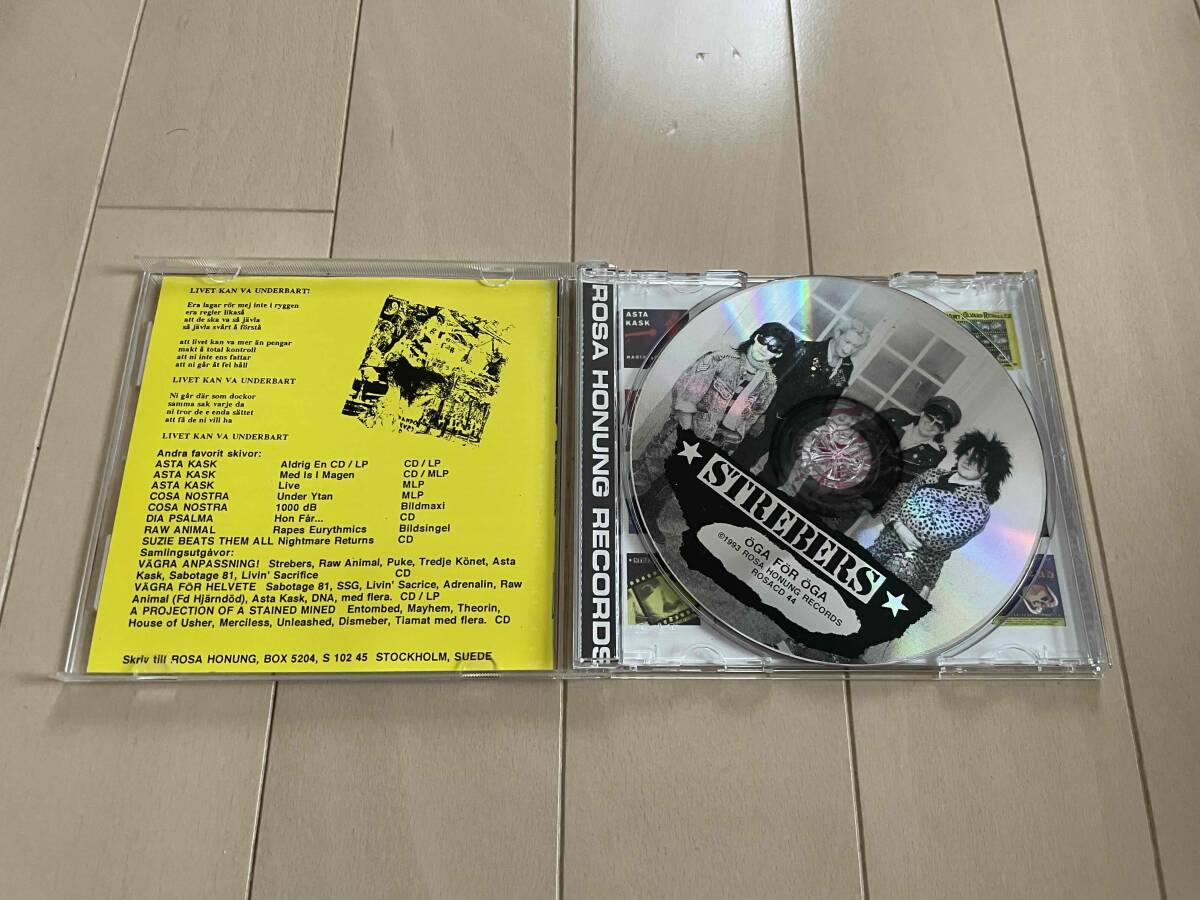 LIVET KAN VA UNDERBART!
Era lagar rör mej inte i ryggen
era regler likaså
att de ska va så jävla
så jävla svårt å förstå
att livet kan va mer än pengar
makt å total kontroll
att ni inte ens fattar
att ni går åt fel håll
LIVET KAN VA UNDERBART
Ni går där som dockor
samma sak varje da
ni tror de e enda sättet
att få de ni vill ha
LIVET KAN VA UNDERBART
Andra favorit skivor:
ASTA KASK Aldrig En CD / LP CD / LP
ASTA KASK Med Is I Magen CD / MLP
ASTA KASK Live MLP
COSA NOSTRA Under Ytan MLP
COSA NOSTRA 1000 dB Bildmaxi
DIA PSALMA Hon Får... CD
RAW ANIMAL Rapes Eurythmics Bildsingel
SUZIE BEATS THEM ALL Nightmare Returns CD
Samlingsutgåvor:
VÄGRA ANPASSNING! Strebers, Raw Animal, Puke, Tredje Könet, Asta
Kask, Sabotage 81, Livin' Sacrifice CD
VÄGRA FÖR HELVETE Sabotage 81, SSG, Livin' Sacrice, Adrenalin, Raw
Animal (Fd Hjärndöd), Asta Kask, DNA, med flera. CD / LP
A PROJECTION OF A STAINED MINED Entombed, Mayhem, Theorin,
House of Usher, Merciless, Unleashed, Dismeber, Tiamat med flera. CD
Skriv till ROSA HONUNG, BOX 5204, S 102 45 STOCKHOLM, SUEDE
ROSA HONUNG RECORDS
ASTA
KASK
STREBERS
ÖGA FÖR ÖGA
©1993 ROSA HONUNG RECORDS
ROSACD 44